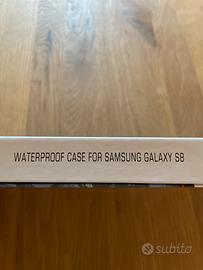 WATERPROOF CASE FOR SAMSUNG GALAXY S8
subito